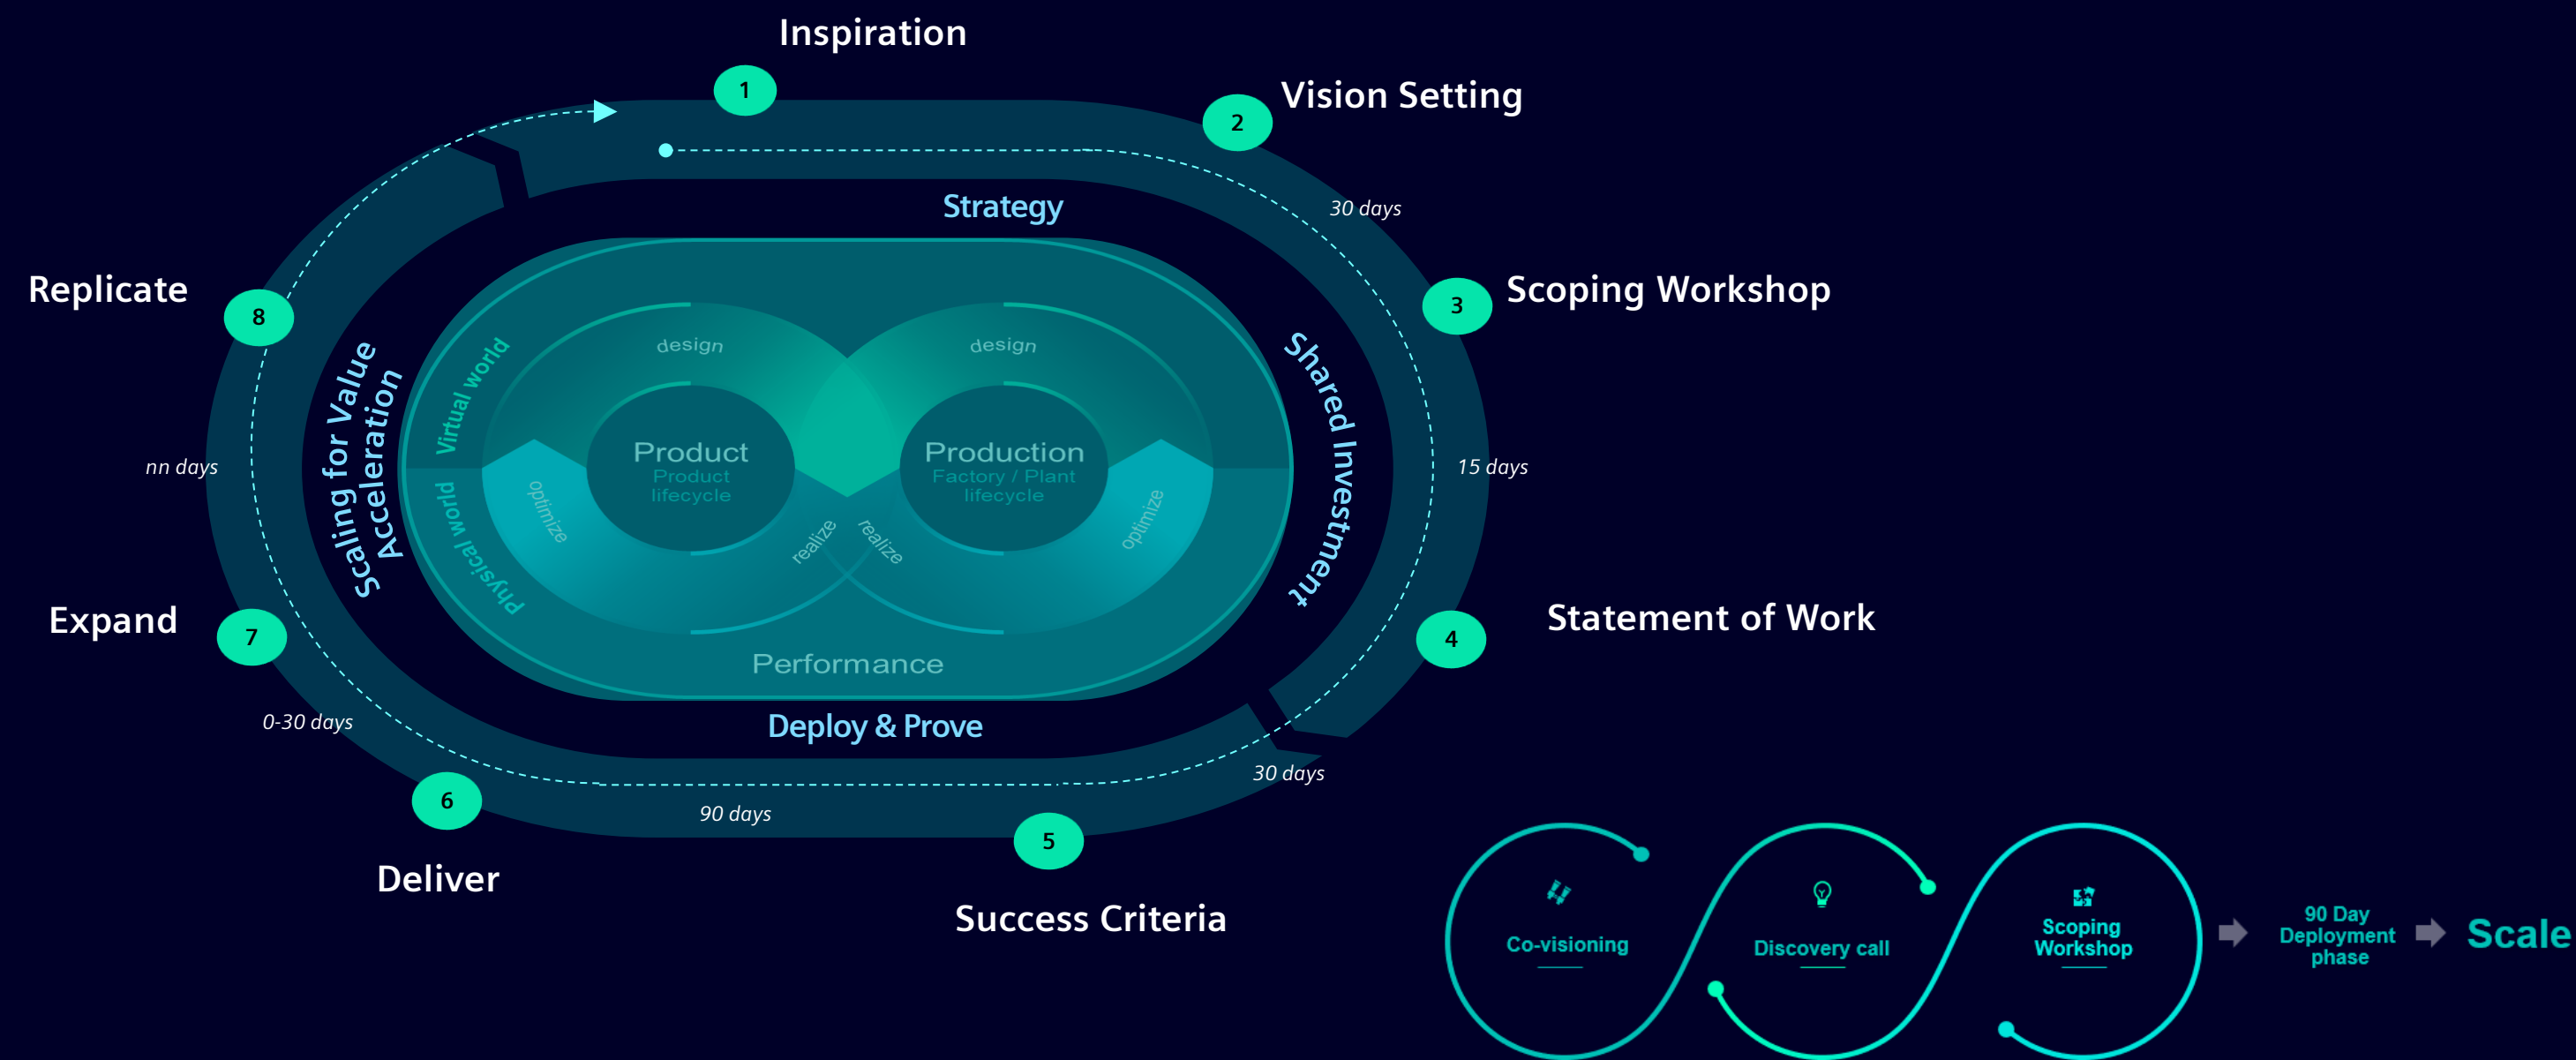 Inspiration
1
2
Vision Setting
30 days
Strategy
Replicate
8
3
Scoping Workshop
Scaling for Value
Acceleration
Virtual world
Physical world
design
design
Product
Product
lifecycle
Production
Factory / Plant
lifecycle
optimize
realize
realize
optimize
Performance
Shared Investment
nn days
15 days
Expand
7
4
Statement of Work
0-30 days
Deploy & Prove
30 days
6
90 days
5
Deliver
Success Criteria
Co-visioning
Discovery call
Scoping
Workshop
90 Day
Deployment
phase
Scale